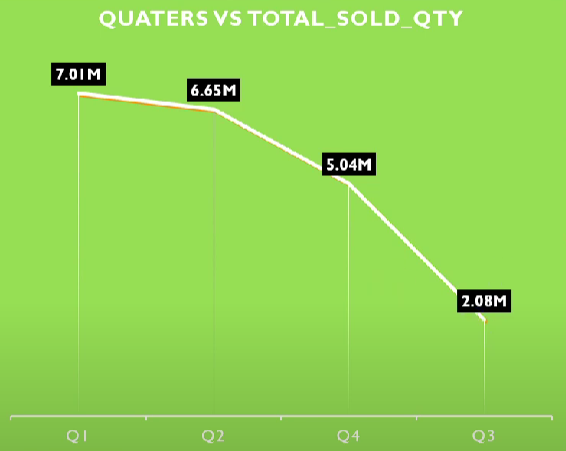 QUATERS VS TOTAL_SOLD_QTY
7.01M
6.65M
5.04M
2.08M
Q1 Q2 Q4 Q3